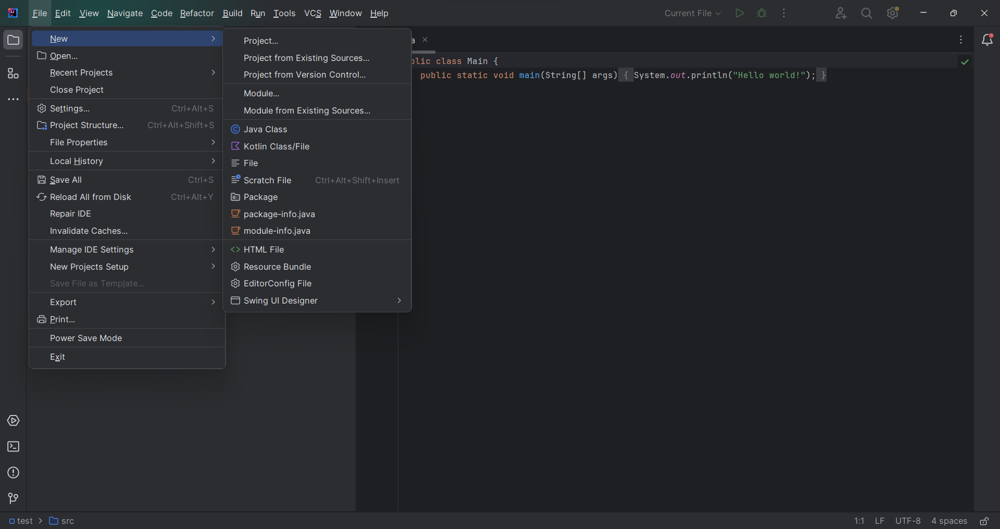 File Edit View Navigate Code Refactor Build Run Tools VCS Window Help Current File
New
Open...
Recent Projects
Close Project
Settings... Ctrl+Alt+S
Project Structure... Ctrl+Alt+Shift+S
File Properties
Local History
Save All Ctrl+S
Reload All from Disk Ctrl+Alt+Y
Repair IDE
Invalidate Caches...
Manage IDE Settings
New Projects Setup
Save File as Template...
Export
Print...
Power Save Mode
Exit
Project...
Project from Existing Sources...
Project from Version Control...
Module...
Module from Existing Sources...
Java Class
Kotlin Class/File
File
Scratch File Ctrl+Alt+Shift+Insert
Package
package-info.java
module-info.java
HTML File
Resource Bundle
EditorConfig File
Swing UI Designer
a
blic class Main {
public static void main(String[] args) { System.out.println("Hello world!"); }
test > src
1:1 LF UTF-8 4 spaces